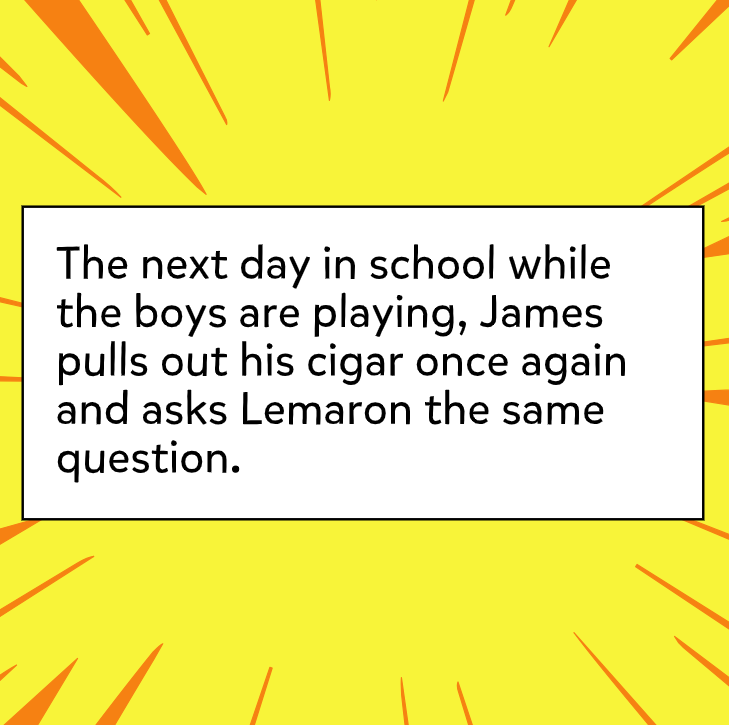 The next day in school while
the boys are playing, James
pulls out his cigar once again
and asks Lemaron the same
question.